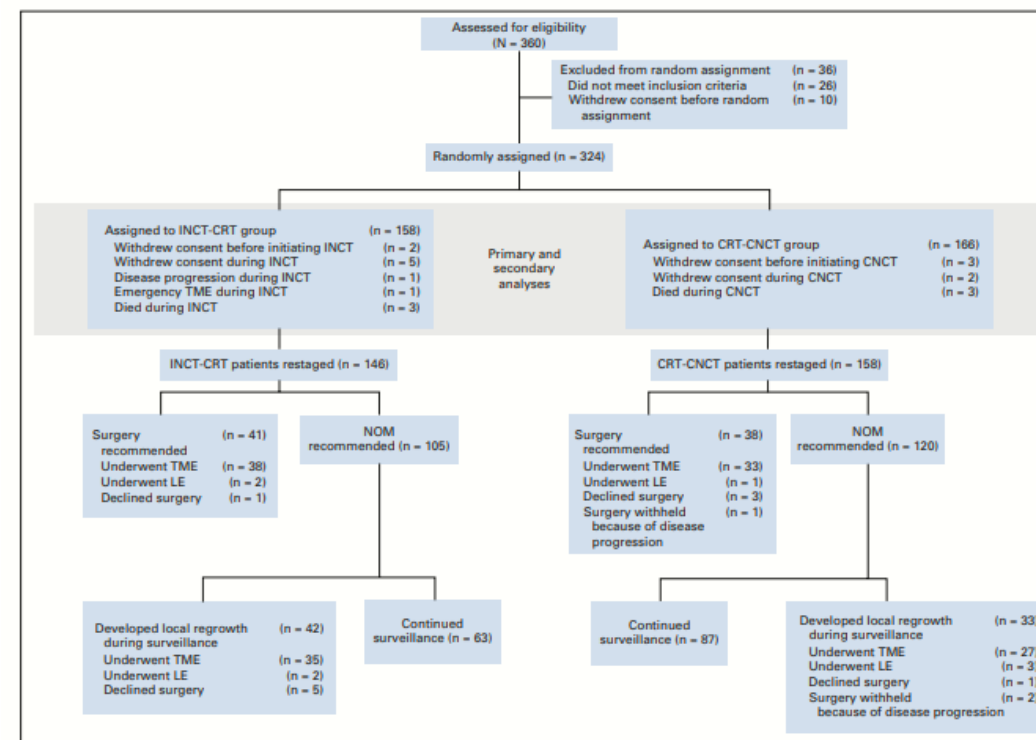 Assessed for eligibility
(N = 360)
Excluded from random assignment (n = 36)
Did not meet inclusion criteria (n = 26)
Withdrew consent before random (n = 10)
assignment
Randomly assigned (n = 324)
Assigned to INCT-CRT group (n = 158)
Withdrew consent before initiating INCT (n = 2)
Withdrew consent during INCT (n = 5)
Disease progression during INCT (n = 1)
Emergency TME during INCT (n = 1)
Died during INCT (n = 3)
Primary and
secondary
analyses
Assigned to CRT-CNCT group (n = 166)
Withdrew consent before initiating CNCT (n = 3)
Withdrew consent during CNCT (n = 2)
Died during CNCT (n = 3)
INCT-CRT patients restaged (n = 146)
CRT-CNCT patients restaged (n = 158)
Surgery (n = 41)
recommended
Underwent TME (n = 38)
Underwent LE (n = 2)
Declined surgery (n = 1)
NOM
recommended (n = 105)
Surgery (n = 38)
recommended
Underwent TME (n = 33)
Underwent LE (n = 1)
Declined surgery (n = 3)
Surgery withheld (n = 1)
because of disease
progression
NOM
recommended (n = 120)
Developed local regrowth (n = 42)
during surveillance
Underwent TME (n = 35)
Underwent LE (n = 2)
Declined surgery (n = 5)
Continued
surveillance (n = 63)
Continued
surveillance (n = 87)
Developed local regrowth (n = 33)
during surveillance
Underwent TME (n = 27)
Underwent LE (n = 3)
Declined surgery (n = 1)
Surgery withheld (n = 2)
because of disease progression